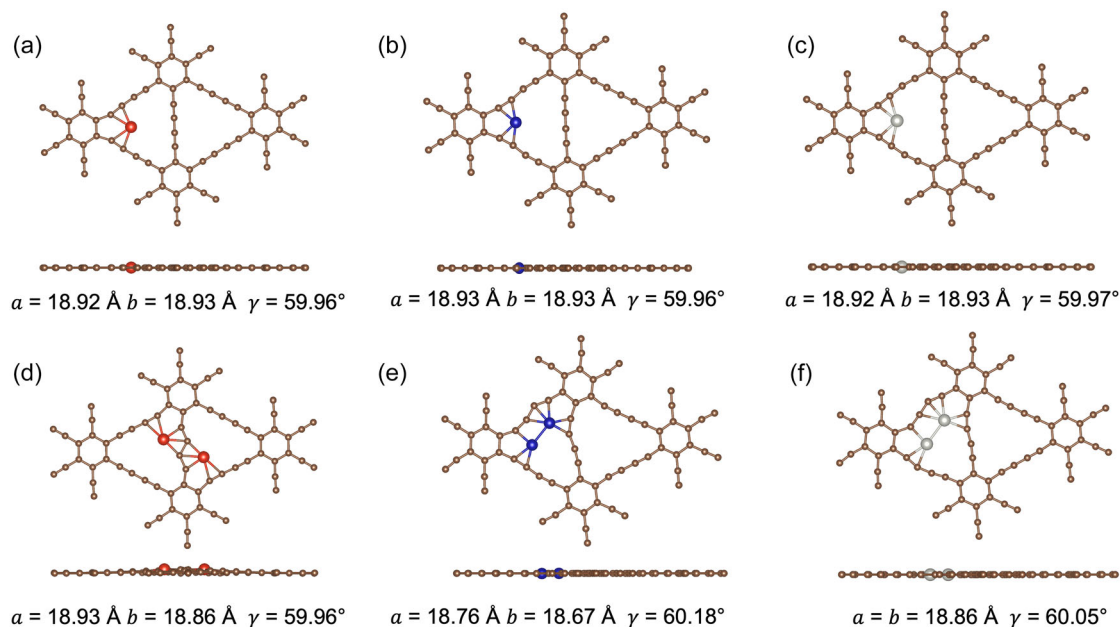 (a) (b) (c)
a = 18.92 Å b = 18.93 Å γ = 59.96° a = 18.93 Å b = 18.93 Å γ = 59.96° a = 18.92 Å b = 18.93 Å γ = 59.97°
(d) (e) (f)
a = 18.93 Å b = 18.86 Å γ = 59.96° a = 18.76 Å b = 18.67 Å γ = 60.18° a = b = 18.86 Å γ = 60.05°